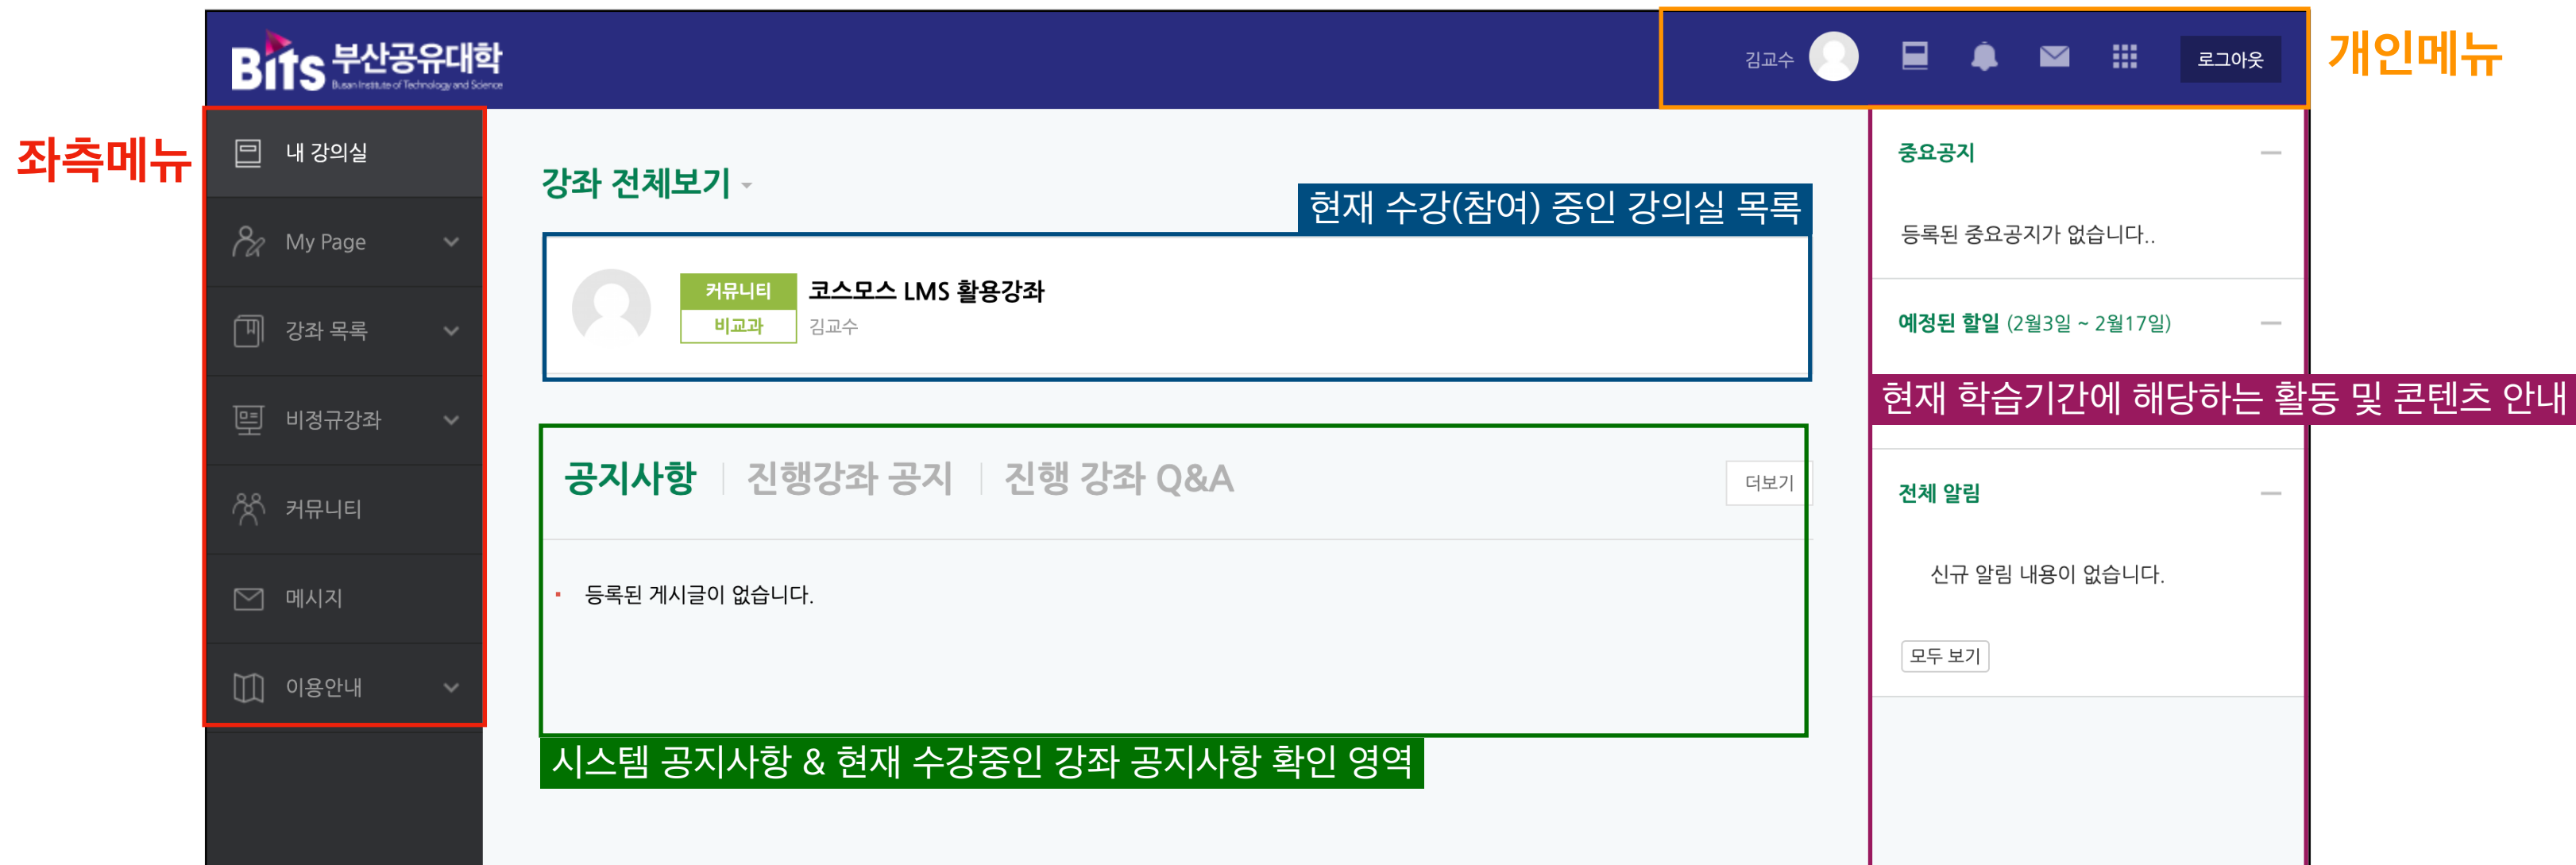 Bits 부산공유대학
Busan Institute of Technology and Science
김교수
로그아웃
개인메뉴
좌측메뉴
내 강의실
My Page
강좌 목록
비정규강좌
커뮤니티
메시지
이용안내
강좌 전체보기
현재 수강(참여) 중인 강의실 목록
커뮤니티
코스모스 LMS 활용강좌
비교과
김교수
공지사항
진행강좌 공지
진행 강좌 Q&A
더보기
등록된 게시글이 없습니다.
시스템 공지사항 & 현재 수강중인 강좌 공지사항 확인 영역
중요공지
등록된 중요공지가 없습니다..
예정된 할일 (2월3일 ~ 2월17일)
현재 학습기간에 해당하는 활동 및 콘텐츠 안내
전체 알림
신규 알림 내용이 없습니다.
모두 보기